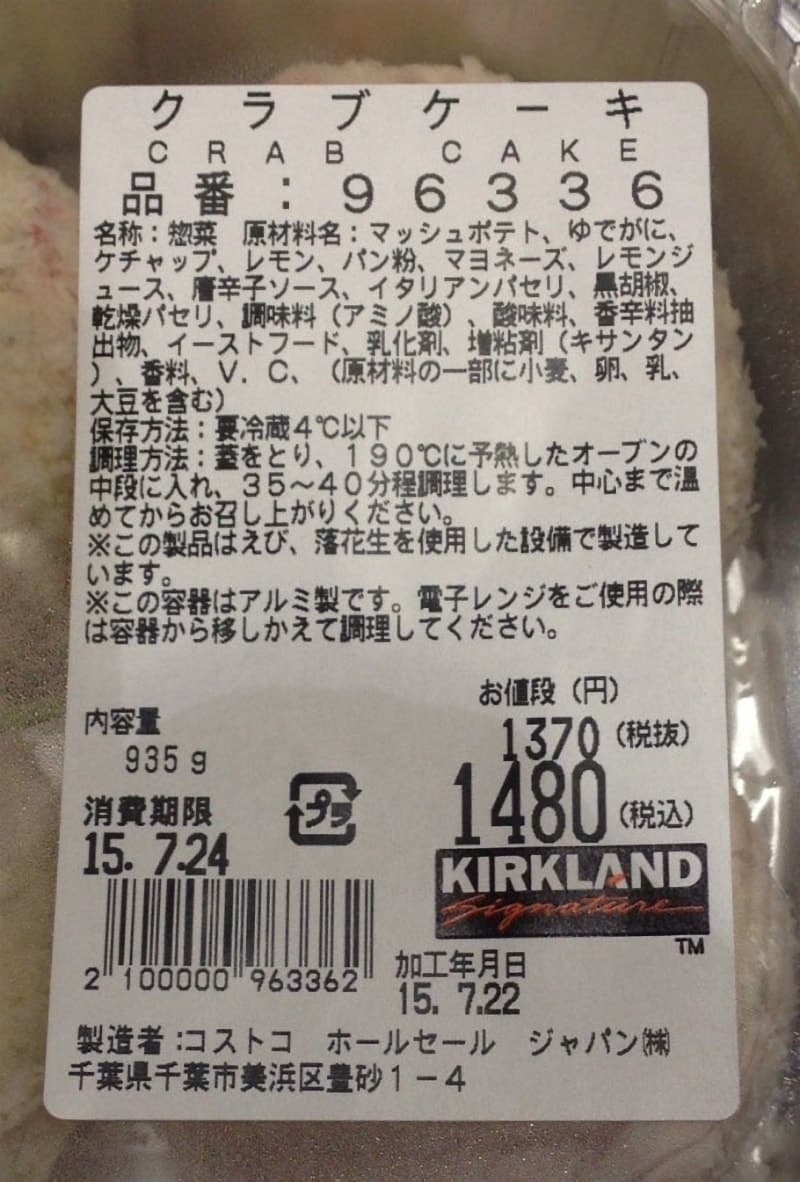 クラブケーキ
CRAB CAKE
品番：96336
名称：惣菜　原材料名：マッシュポテト、ゆでがに、
ケチャップ、レモン、パン粉、マヨネーズ、レモンジ
ュース、唐辛子ソース、イタリアンパセリ、黒胡椒、
乾燥パセリ、調味料（アミノ酸）、酸味料、香辛料抽
出物、イーストフード、乳化剤、増粘剤（キサンタン
）、香料、V．C、（原材料の一部に小麦、卵、乳、
大豆を含む）
保存方法：要冷蔵4℃以下
調理方法：蓋をとり、190℃に予熱したオーブンの
中段に入れ、35～40分程調理します。中心まで温
めてからお召し上がりください。
※この製品はえび、落花生を使用した設備で製造して
います。
※この容器はアルミ製です。電子レンジをご使用の際
は容器から移しかえて調理してください。
お値段（円）
内容量
1370（税抜）
935g
1480（税込）
消費期限
プラ
15. 7.24
KIRKLAND
Signature
TM
2 100000 963362
加工年月日
15. 7.22
製造者：コストコ　ホールセール　ジャパン㈱
千葉県千葉市美浜区豊砂1－4